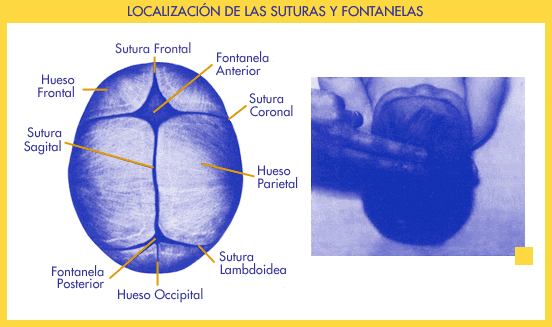 LOCALIZACIÓN DE LAS SUTURAS Y FONTANELAS
Sutura Frontal
Fontanela
Anterior
Hueso
Frontal
Sutura
Coronal
Sutura
Sagital
Hueso
Parietal
Sutura
Lambdoidea
Fontanela
Posterior
Hueso Occipital